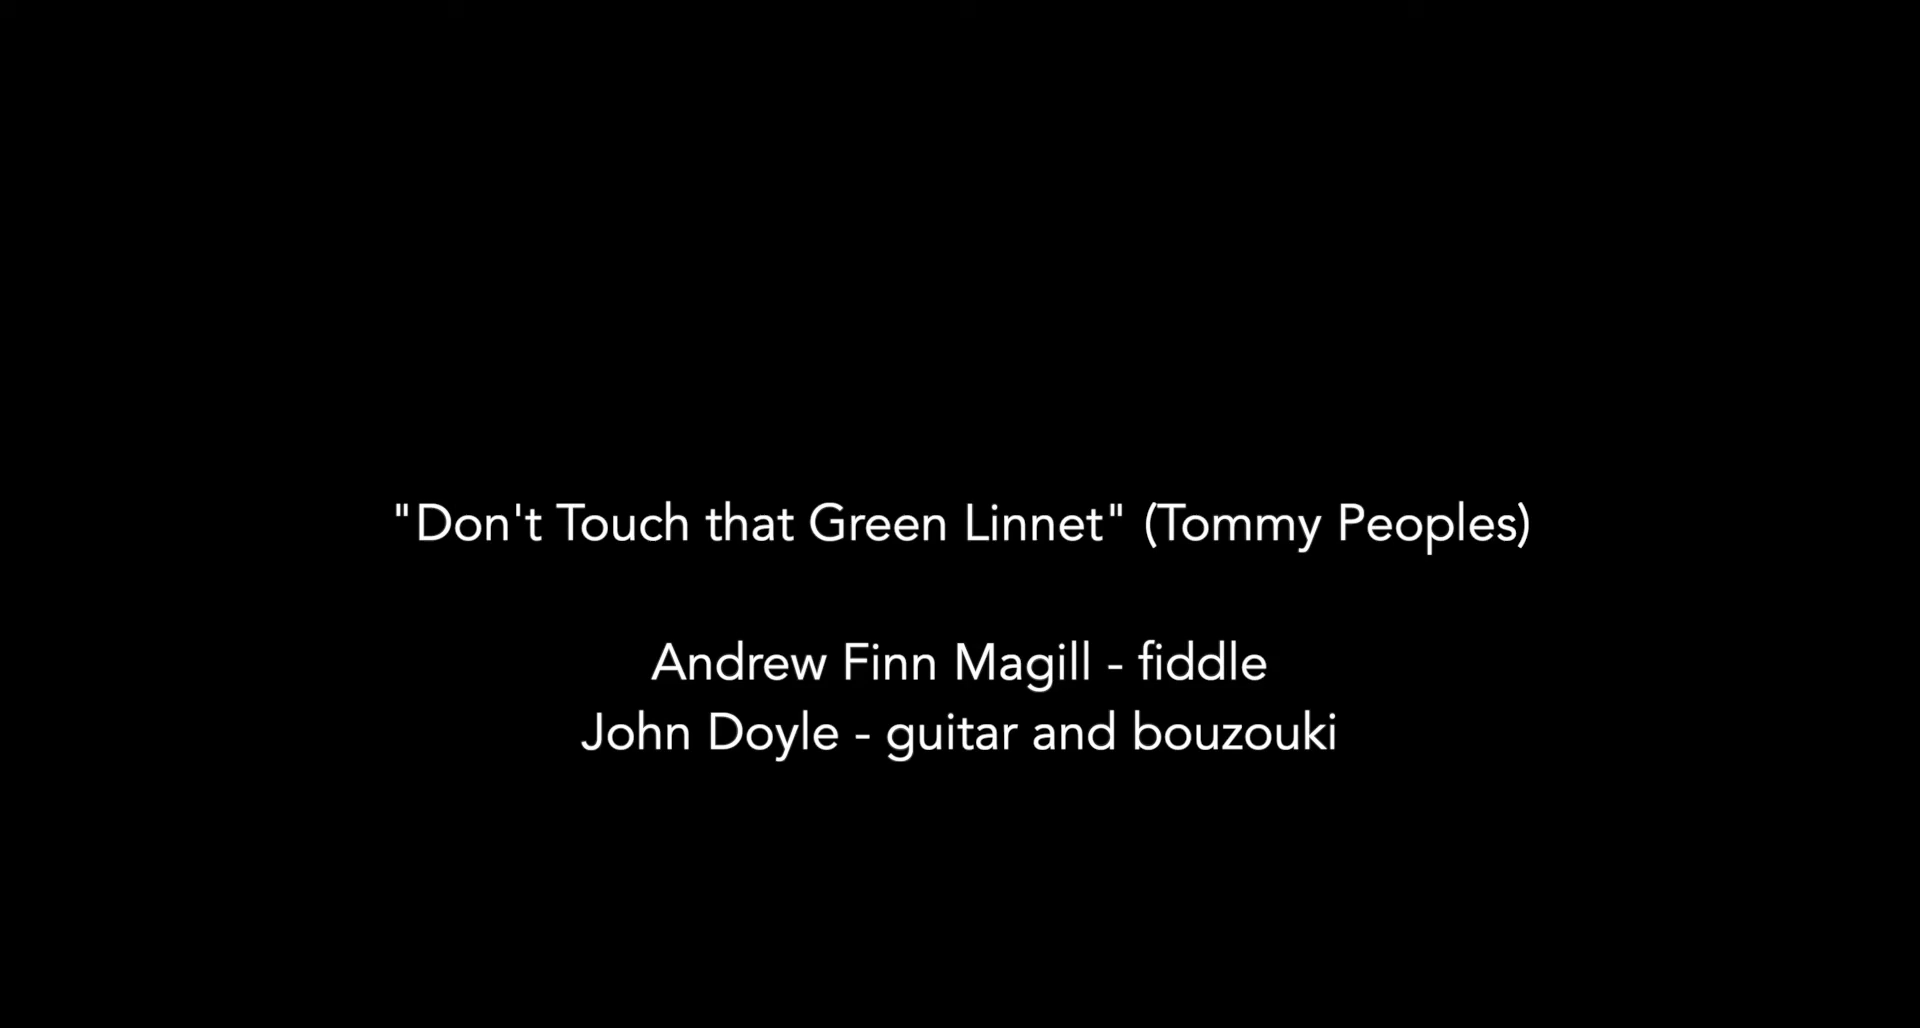 "Don't Touch that Green Linnet" (Tommy Peoples)
Andrew Finn Magill - fiddle
John Doyle - guitar and bouzouki